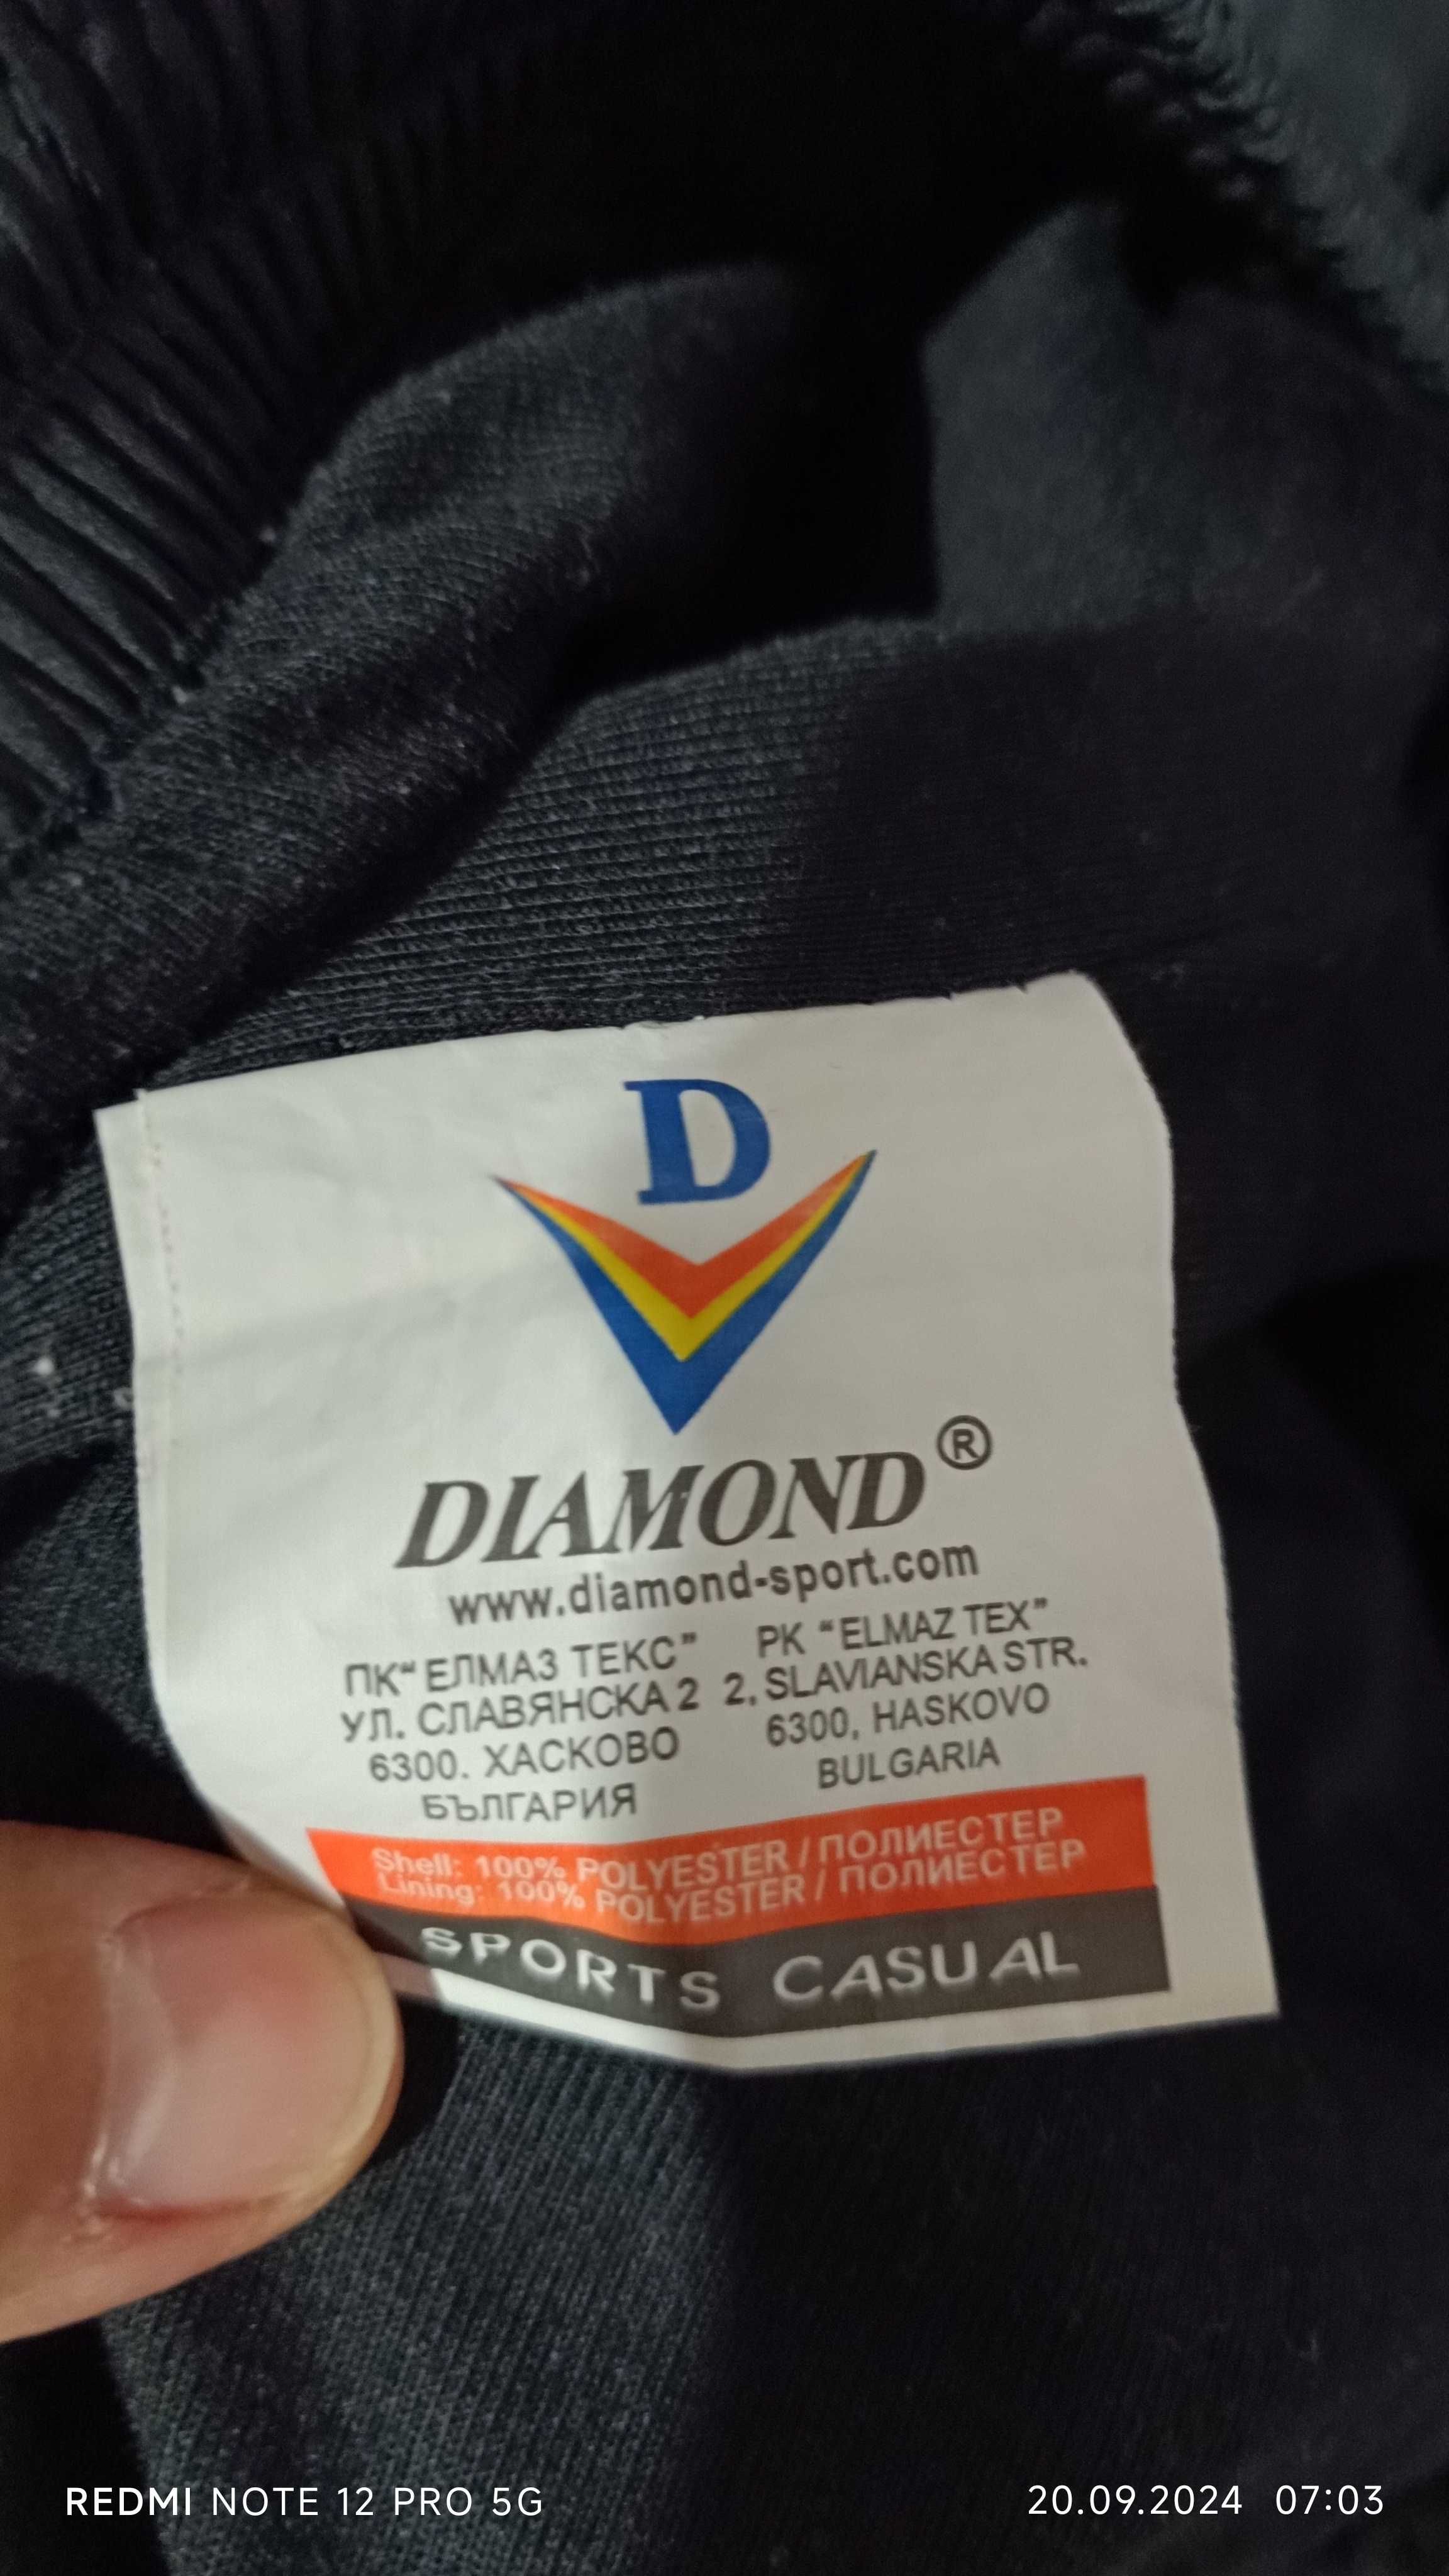 D
DIAMOND®
www.diamond-sport.com
ПК“ ЕЛМАЗ ТЕКС”
УЛ. СЛАВЯНСКА 2
6300. ХАСКОВО
БЪЛГАРИЯ
PK “ELMAZ TEX”
2, SLAVIANSKA STR.
6300, HASKOVO
BULGARIA
Shell: 100% POLYESTER / ПОЛИЕСТЕР
Lining: 100% POLYESTER / ПОЛИЕСТЕР
SPORTS CASUAL
REDMI NOTE 12 PRO 5G
20.09.2024 07:03